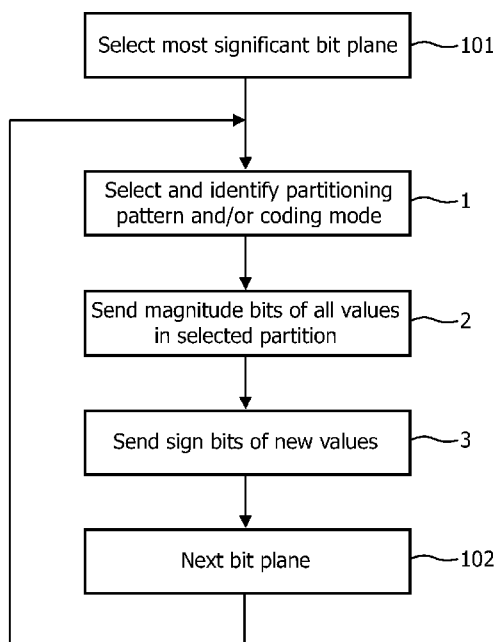 Select most significant bit plane
101
Select and identify partitioning
pattern and/or coding mode
1
Send magnitude bits of all values
in selected partition
2
Send sign bits of new values
3
Next bit plane
102